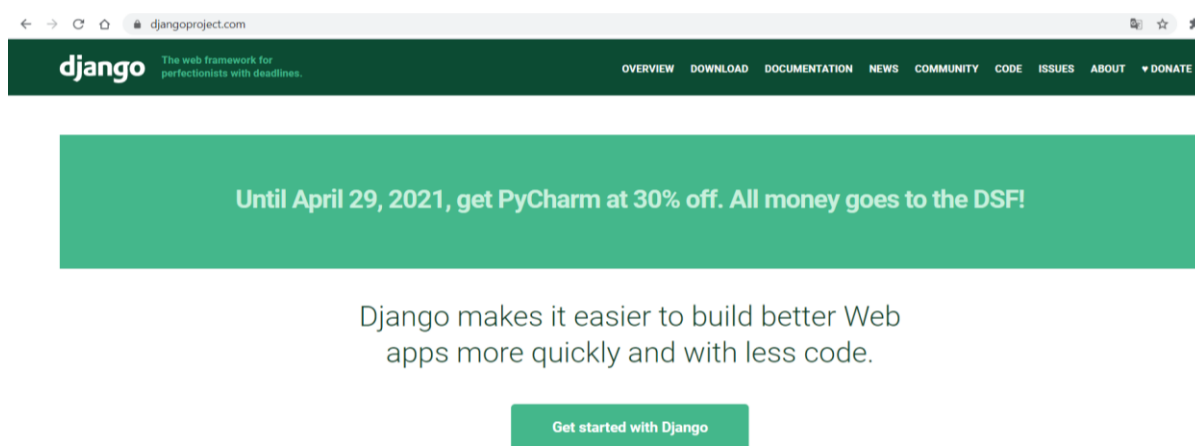 djangoproject.com
django
The web framework for
perfectionists with deadlines.
OVERVIEW DOWNLOAD DOCUMENTATION NEWS COMMUNITY CODE ISSUES ABOUT ♥ DONATE
Until April 29, 2021, get PyCharm at 30% off. All money goes to the DSF!
Django makes it easier to build better Web
apps more quickly and with less code.
Get started with Django